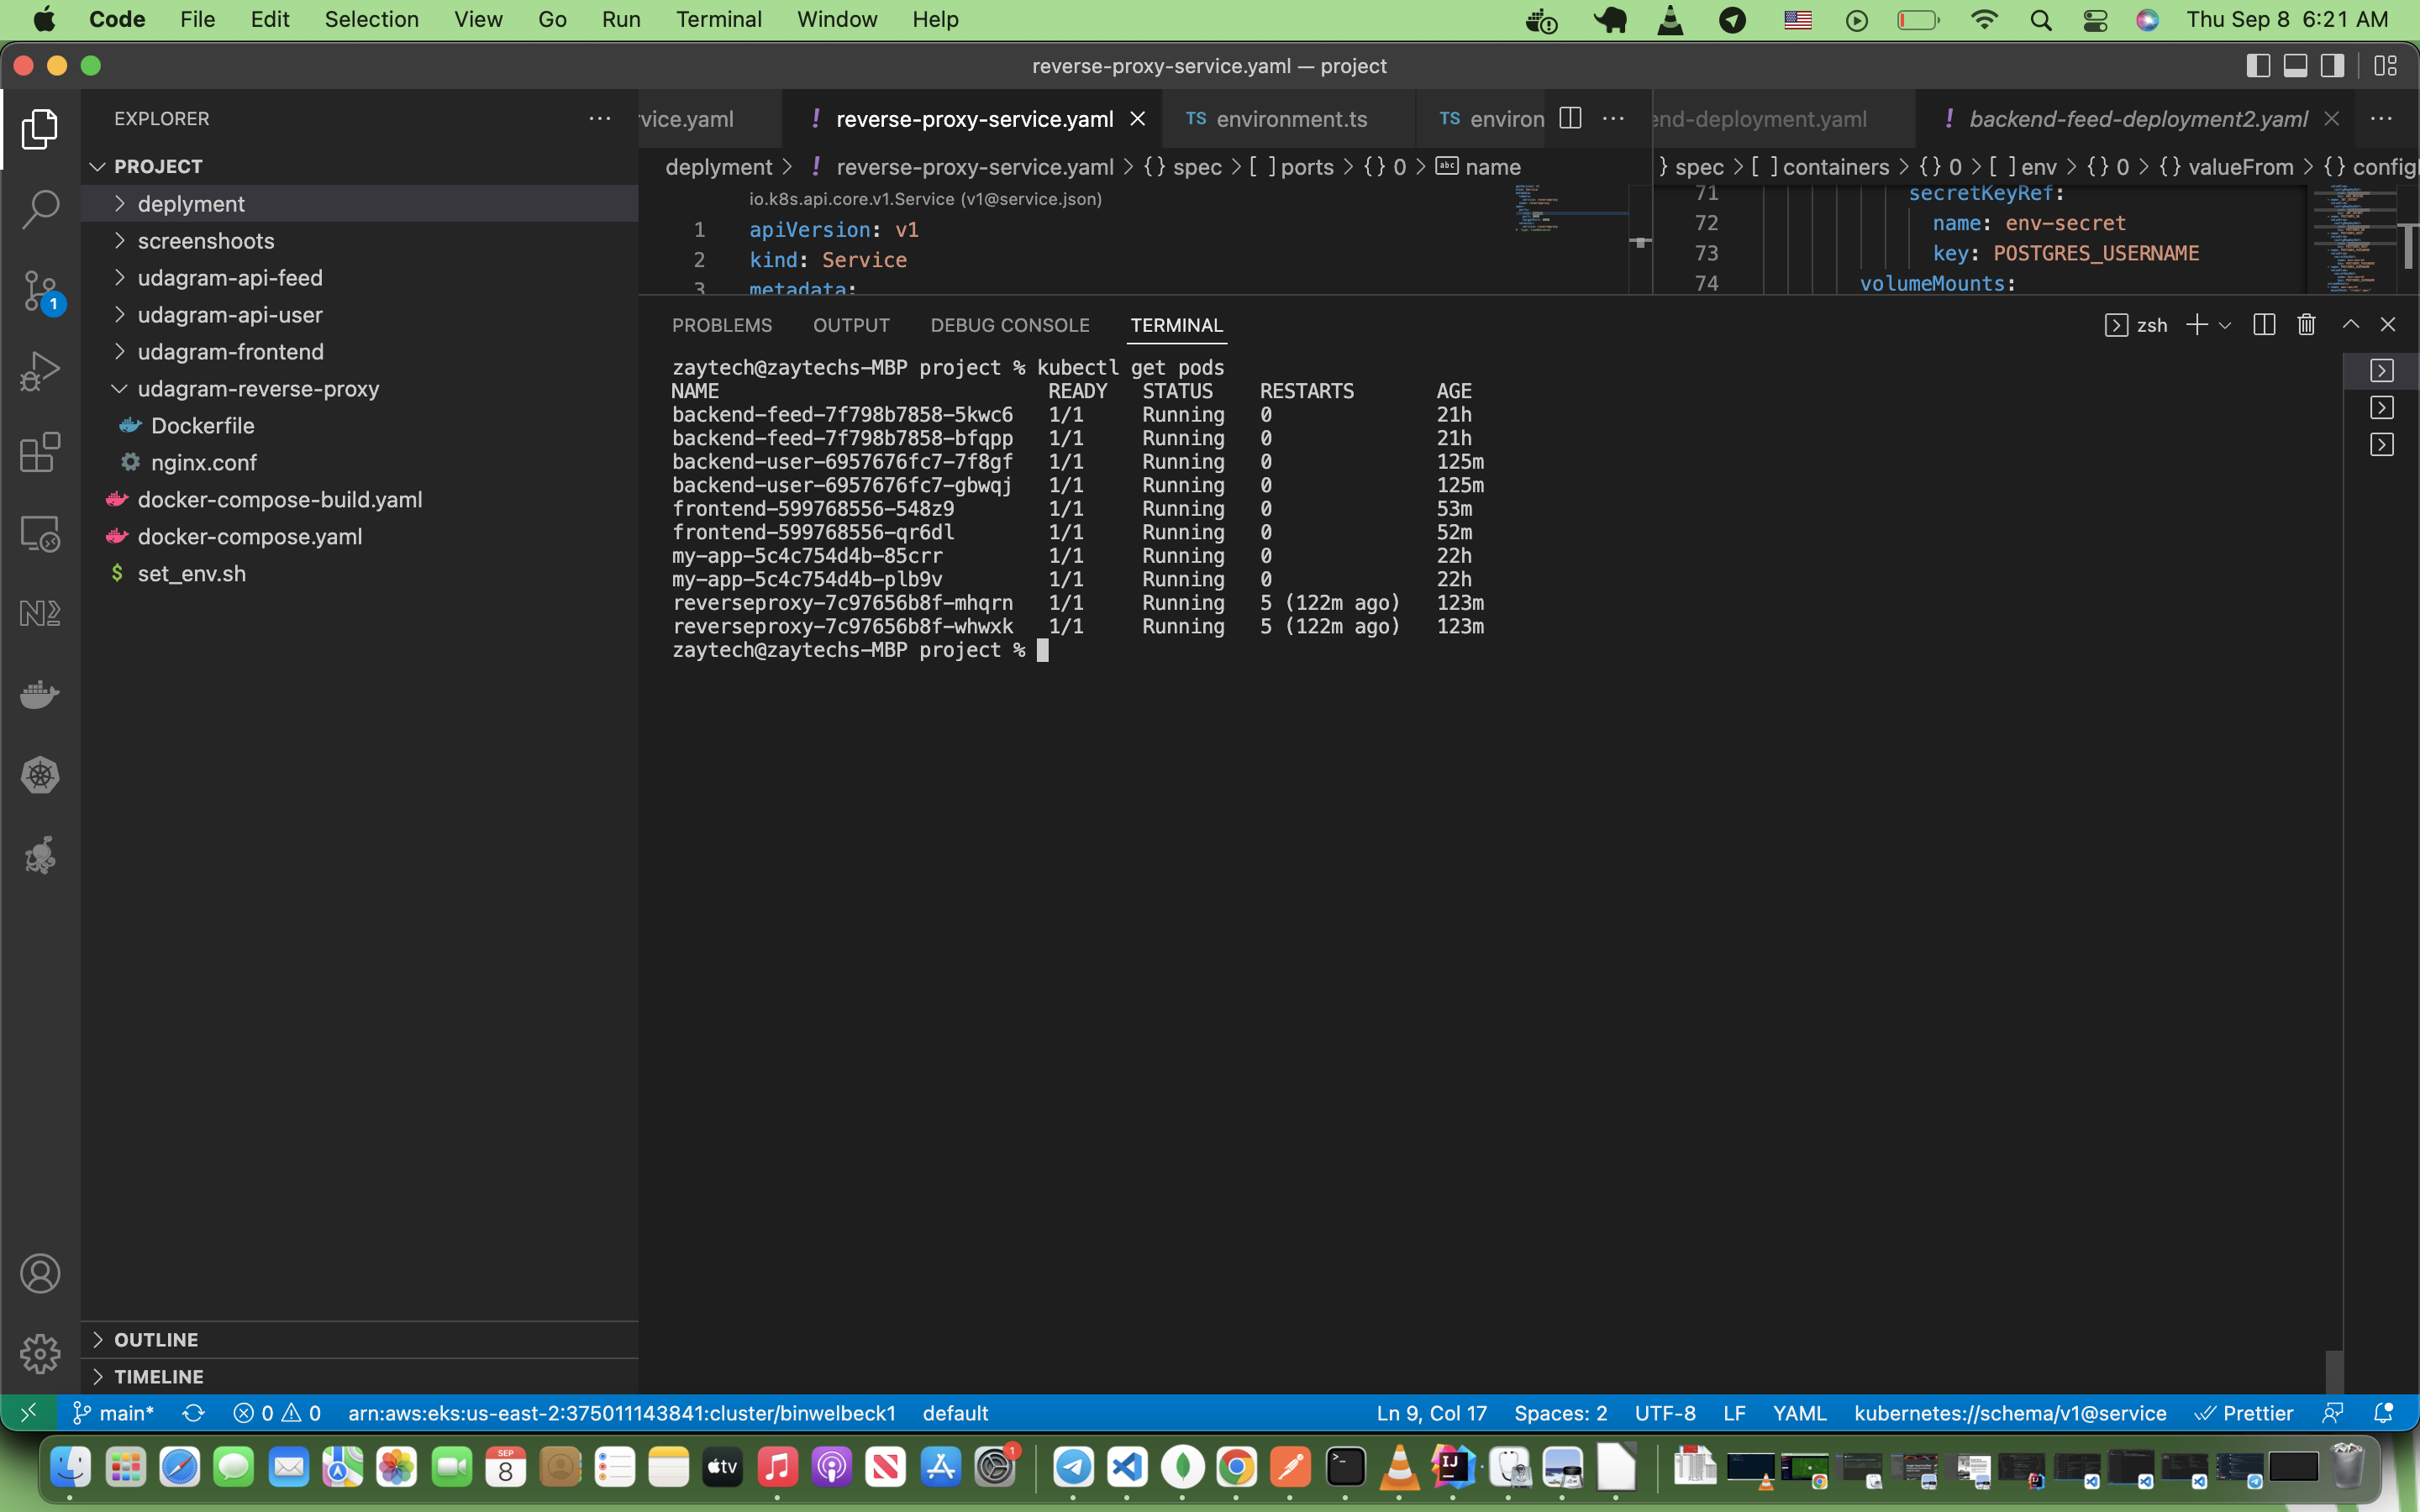 Code File Edit Selection View Go Run Terminal Window Help Thu Sep 8 6:21 AM
reverse-proxy-service.yaml — project
EXPLORER
PROJECT
deplyment
screenshoots
udagram-api-feed
udagram-api-user
udagram-frontend
udagram-reverse-proxy
Dockerfile
nginx.conf
docker-compose-build.yaml
docker-compose.yaml
$ set_env.sh
OUTLINE
TIMELINE
1
vice.yaml ! reverse-proxy-service.yaml TS environment.ts TS environ
deplyment > ! reverse-proxy-service.yaml > {} spec > [ ] ports > {} 0 > abc name
io.k8s.api.core.v1.Service (v1@service.json)
1 apiVersion: v1
2 kind: Service
3 metadata:
end-deployment.yaml ! backend-feed-deployment2.yaml
} spec > [ ] containers > {} 0 > [ ] env > {} 0 > {} valueFrom > {} config
71 secretKeyRef:
72 name: env-secret
73 key: POSTGRES_USERNAME
74 volumeMounts:
PROBLEMS OUTPUT DEBUG CONSOLE TERMINAL zsh
zaytech@zaytechs-MBP project % kubectl get pods
NAME READY STATUS RESTARTS AGE
backend-feed-7f798b7858-5kwc6 1/1 Running 0 21h
backend-feed-7f798b7858-bfqpp 1/1 Running 0 21h
backend-user-6957676fc7-7f8gf 1/1 Running 0 125m
backend-user-6957676fc7-gbwqj 1/1 Running 0 125m
frontend-599768556-548z9 1/1 Running 0 53m
frontend-599768556-qr6dl 1/1 Running 0 52m
my-app-5c4c754d4b-85crr 1/1 Running 0 22h
my-app-5c4c754d4b-plb9v 1/1 Running 0 22h
reverseproxy-7c97656b8f-mhqrn 1/1 Running 5 (122m ago) 123m
reverseproxy-7c97656b8f-whwxk 1/1 Running 5 (122m ago) 123m
zaytech@zaytechs-MBP project %
main* 0 0 arn:aws:eks:us-east-2:375011143841:cluster/binwelbeck1 default Ln 9, Col 17 Spaces: 2 UTF-8 LF YAML kubernetes://schema/v1@service Prettier
SEP
8
tv
1
IJ